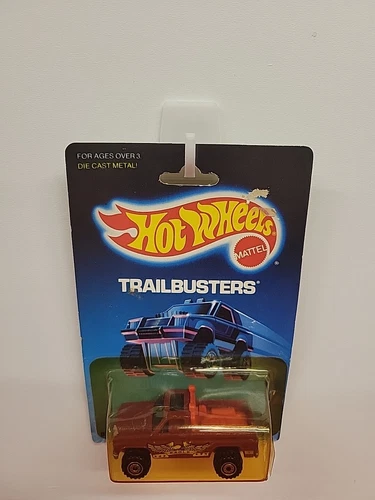 FOR AGES OVER 3
DIE CAST METAL!
HOT WHEELS
MATTEL
®
TRAILBUSTERS®